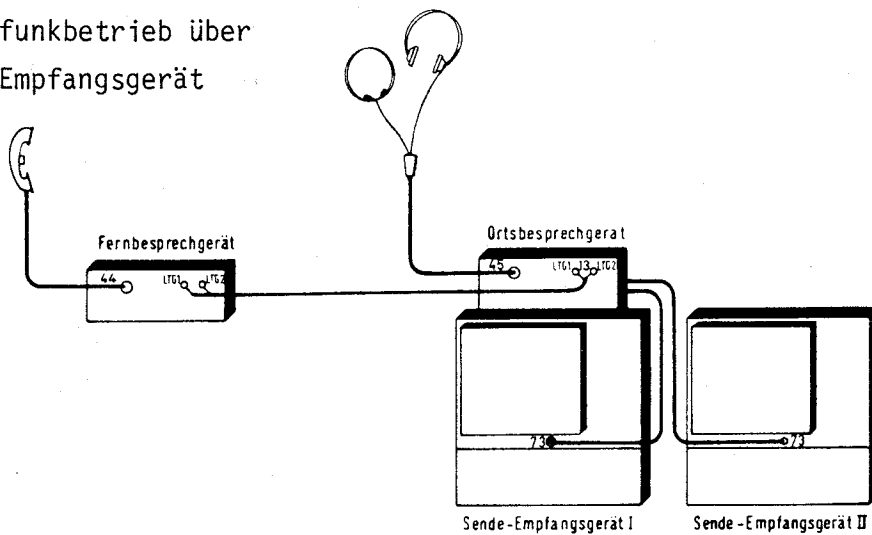 funkbetrieb über
Empfangsgerät
Fernbesprechgerät
Ortsbesprechgerat
44
LTG1
LTG2
45
LTG1
13
LTG2
73
73
Sende-Empfangsgerät I
Sende-Empfangsgerät II